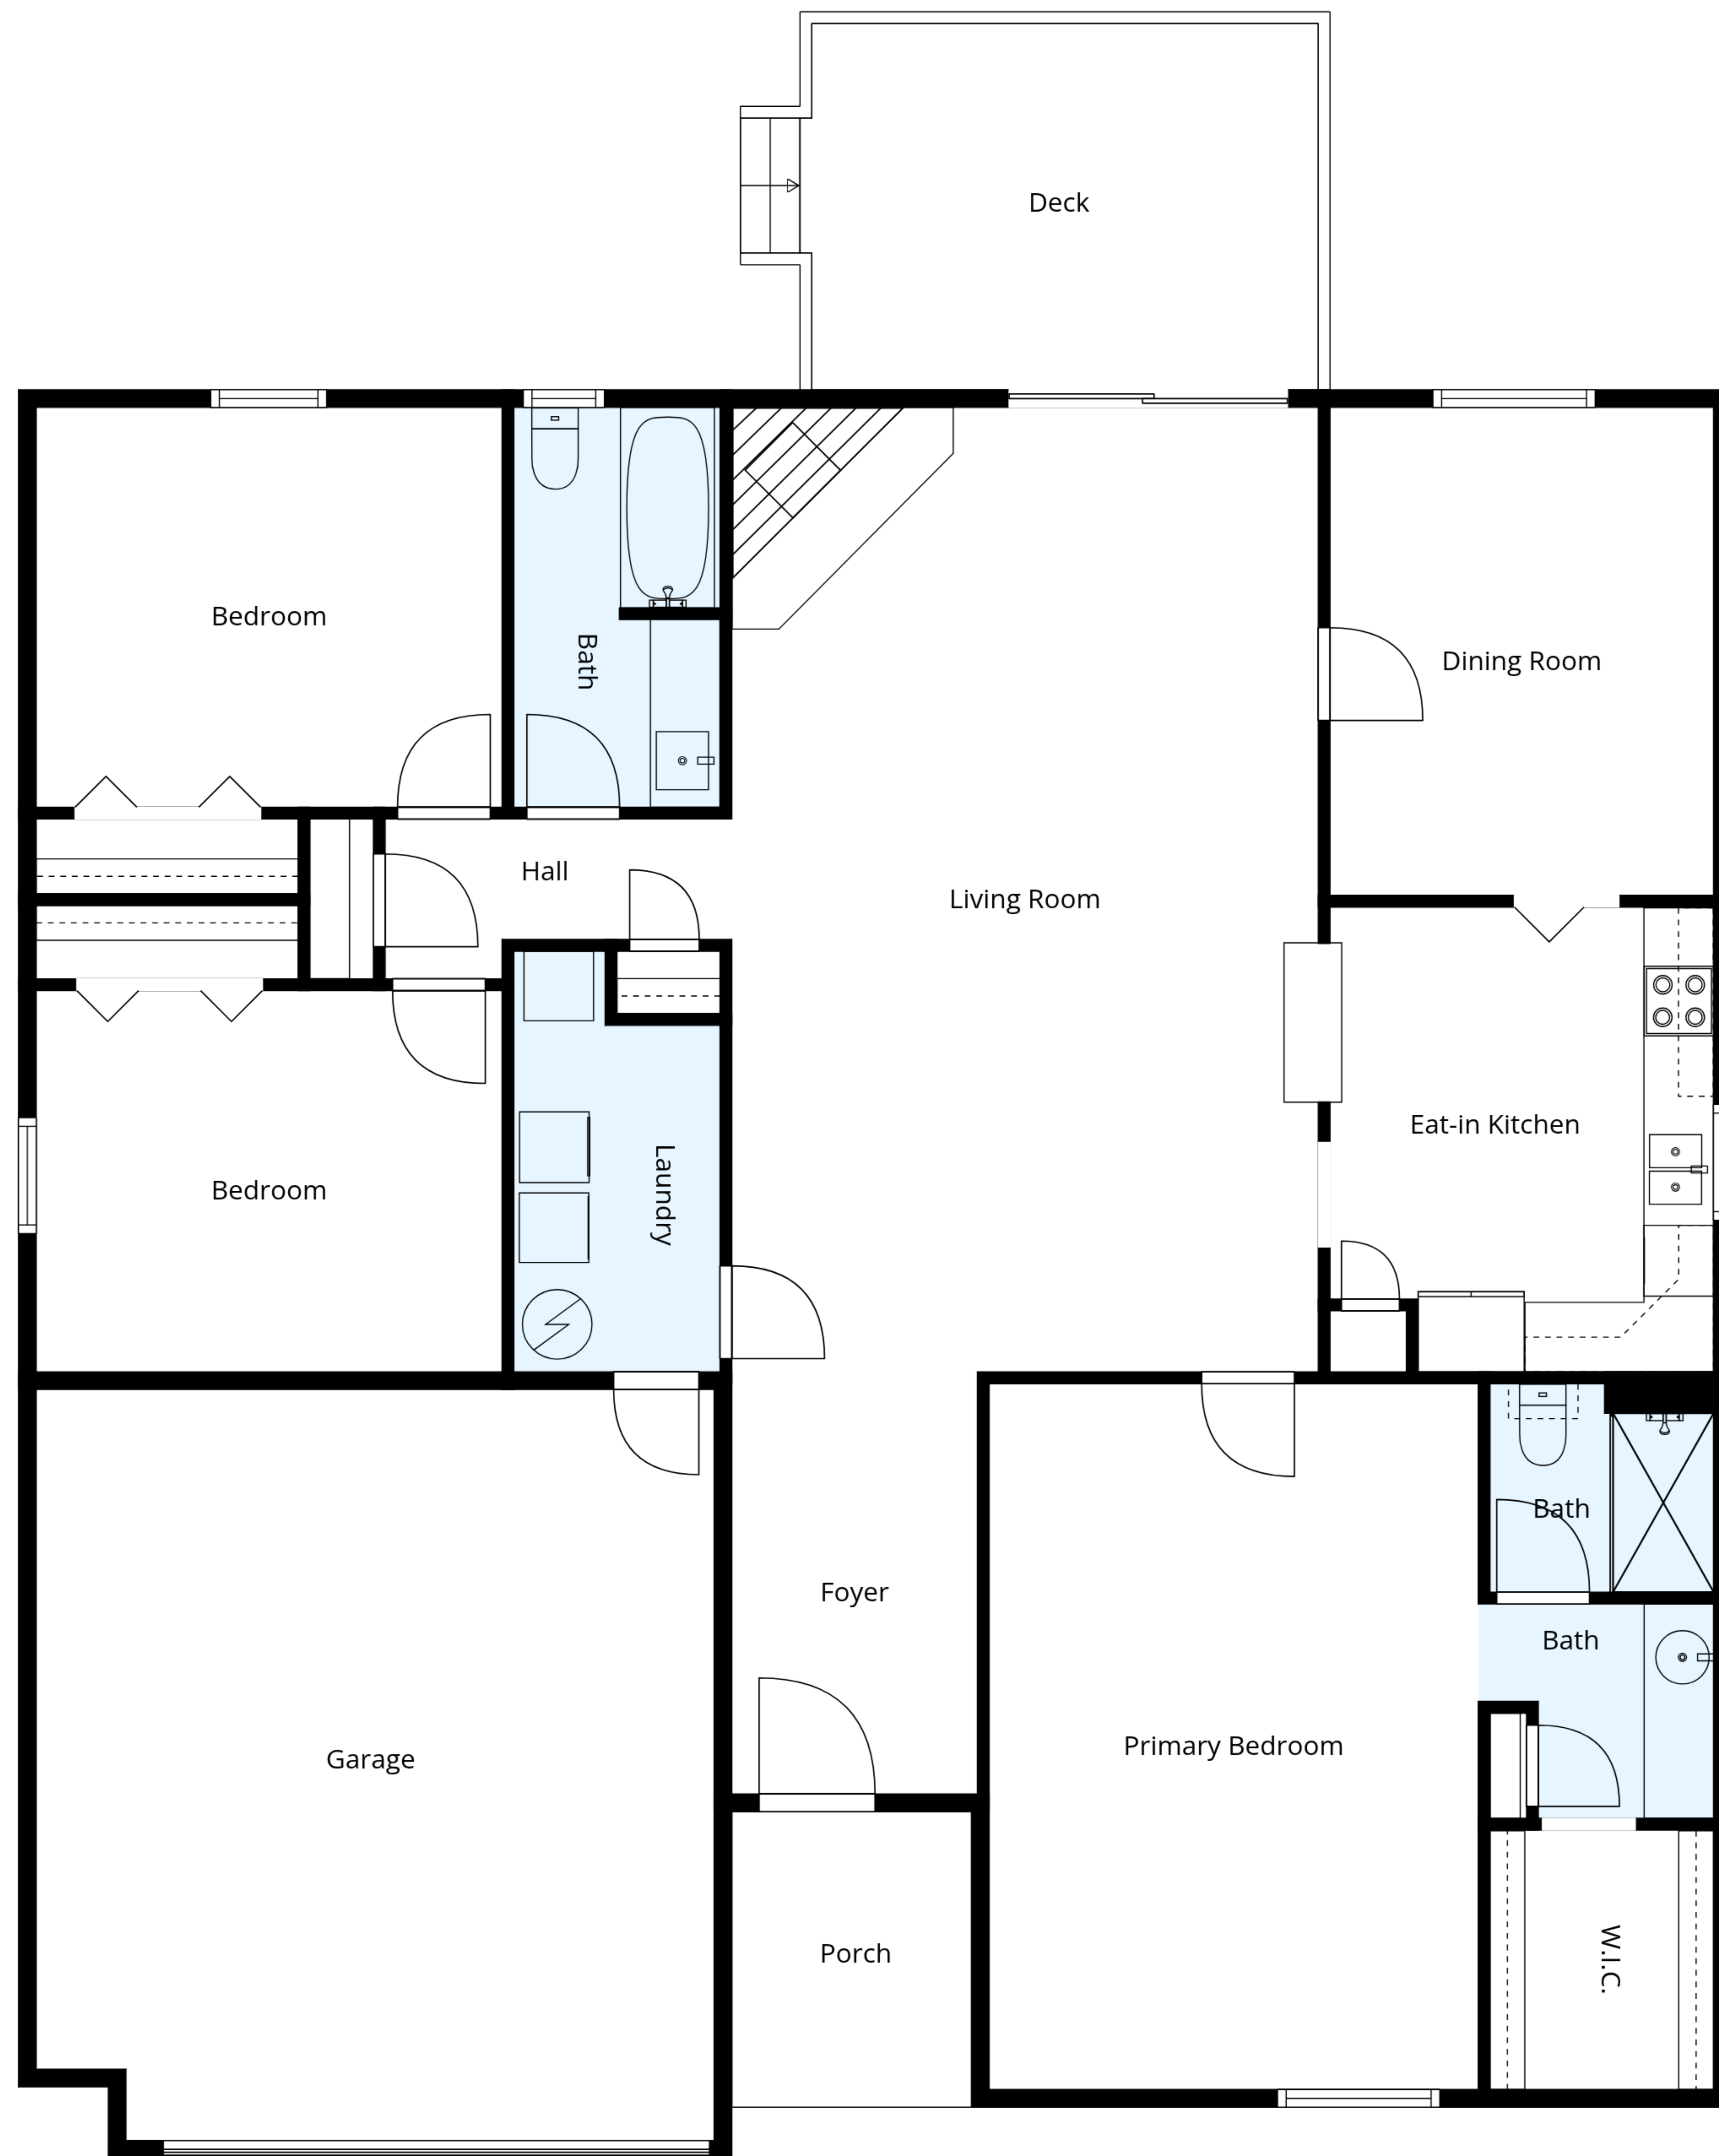 Deck
Bedroom
Bath
Dining Room
Hall
Living Room
Eat-in Kitchen
Bedroom
Laundry
Bath
Foyer
Bath
Primary Bedroom
Garage
Porch
W.I.C.